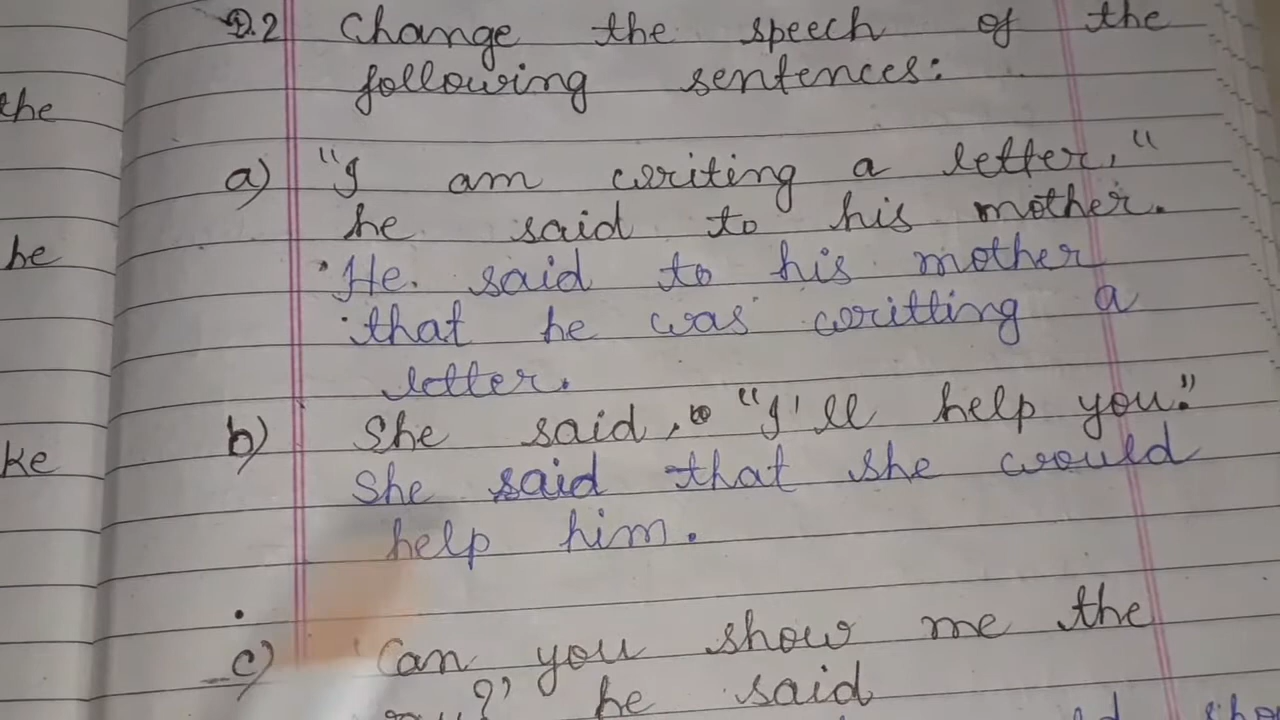 the
he
ke
Q.2 Change the speech of the
following sentences:
a) "I am writing a letter,"
he said to his mother.
He said to his mother
that he was writting a
letter.
b) She said, "I'll help you."
She said that she would
help him.
c) 'Can you show me the
?' he said